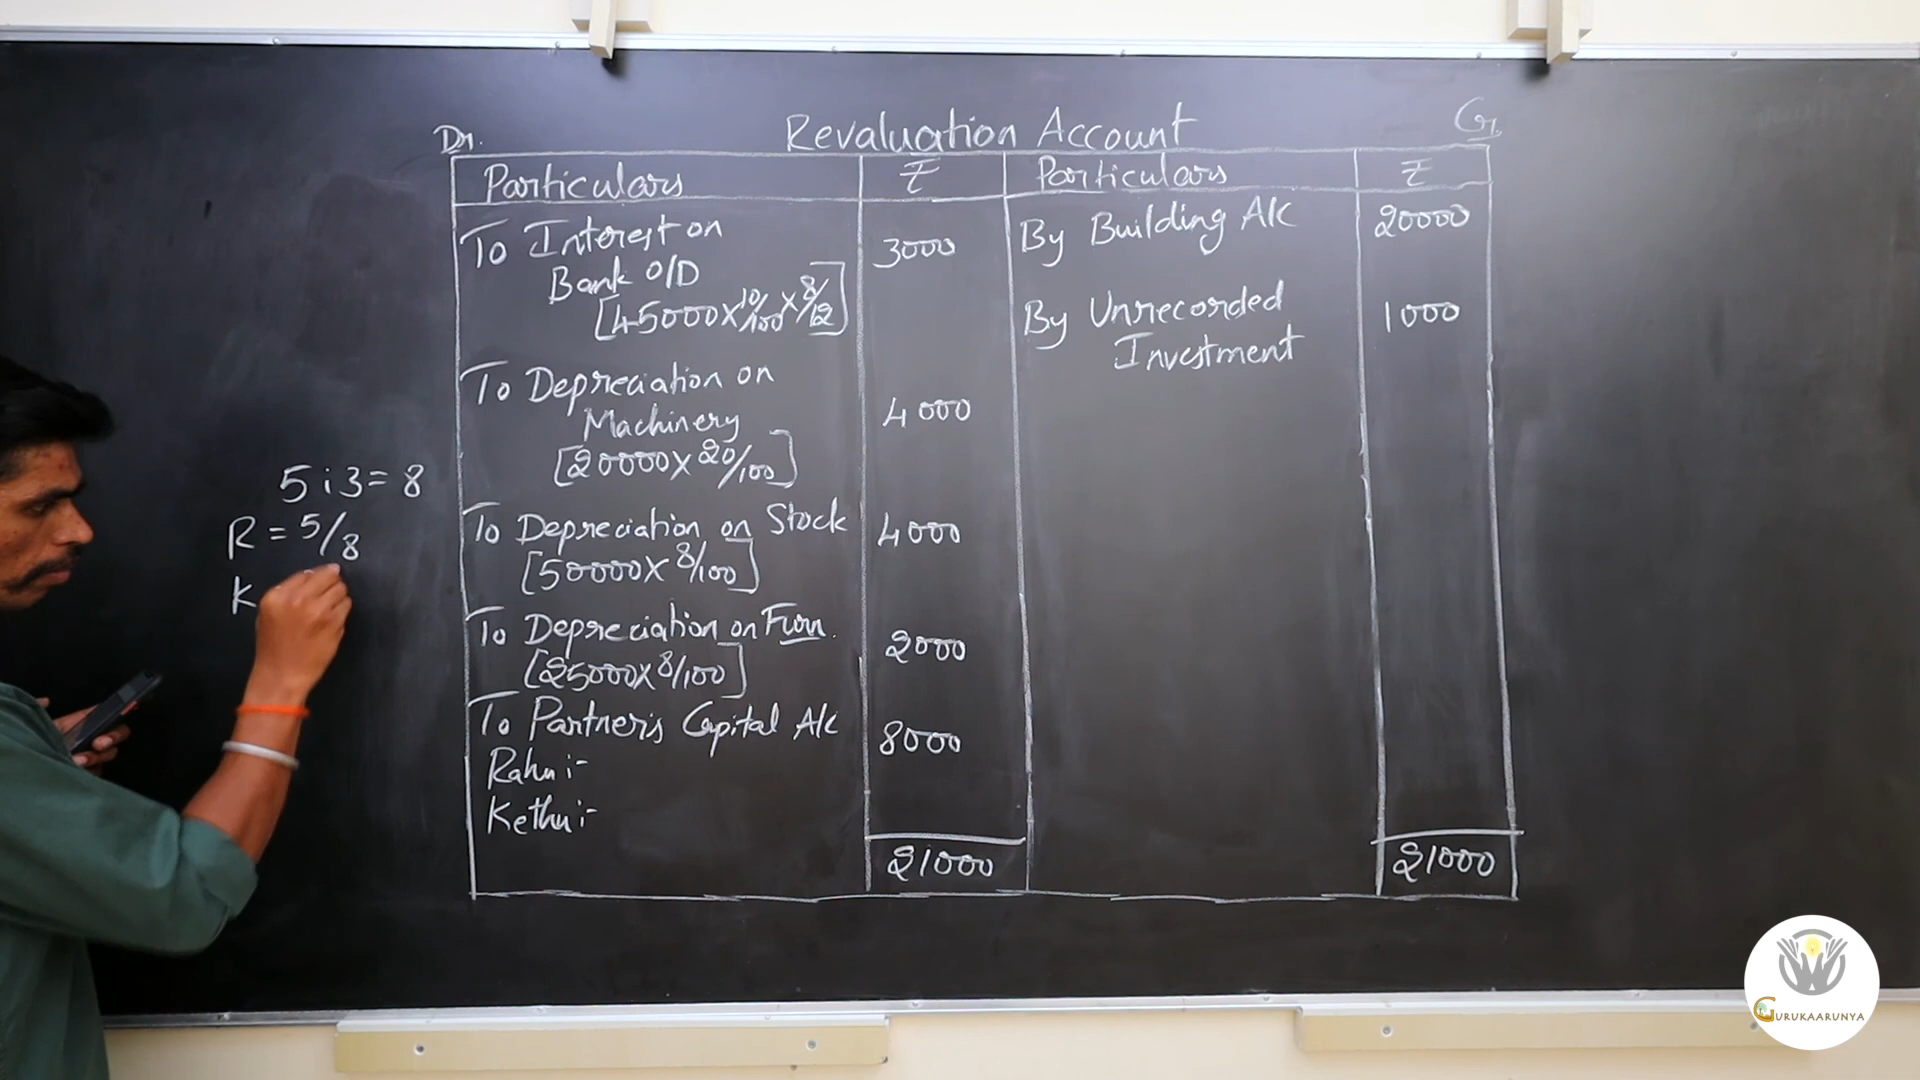 Dr. Revaluation Account Cr.
Particulars ₹ Particulars ₹
To Interest on 3000 By Building A/c 20000
Bank O/D
[45000 x 10/100 x 8/12]
By Unrecorded 1000
Investment
To Depreciation on
Machinery 4000
[20000 x 20/100]
5:3=8
R = 5/8
K
To Depreciation on Stock 4000
[50000 x 8/100]
To Depreciation on Furn. 2000
[25000 x 8/100]
To Partner's Capital A/c 8000
Rahu :-
Kethu :-
21000 21000
GURUKAARUNYA